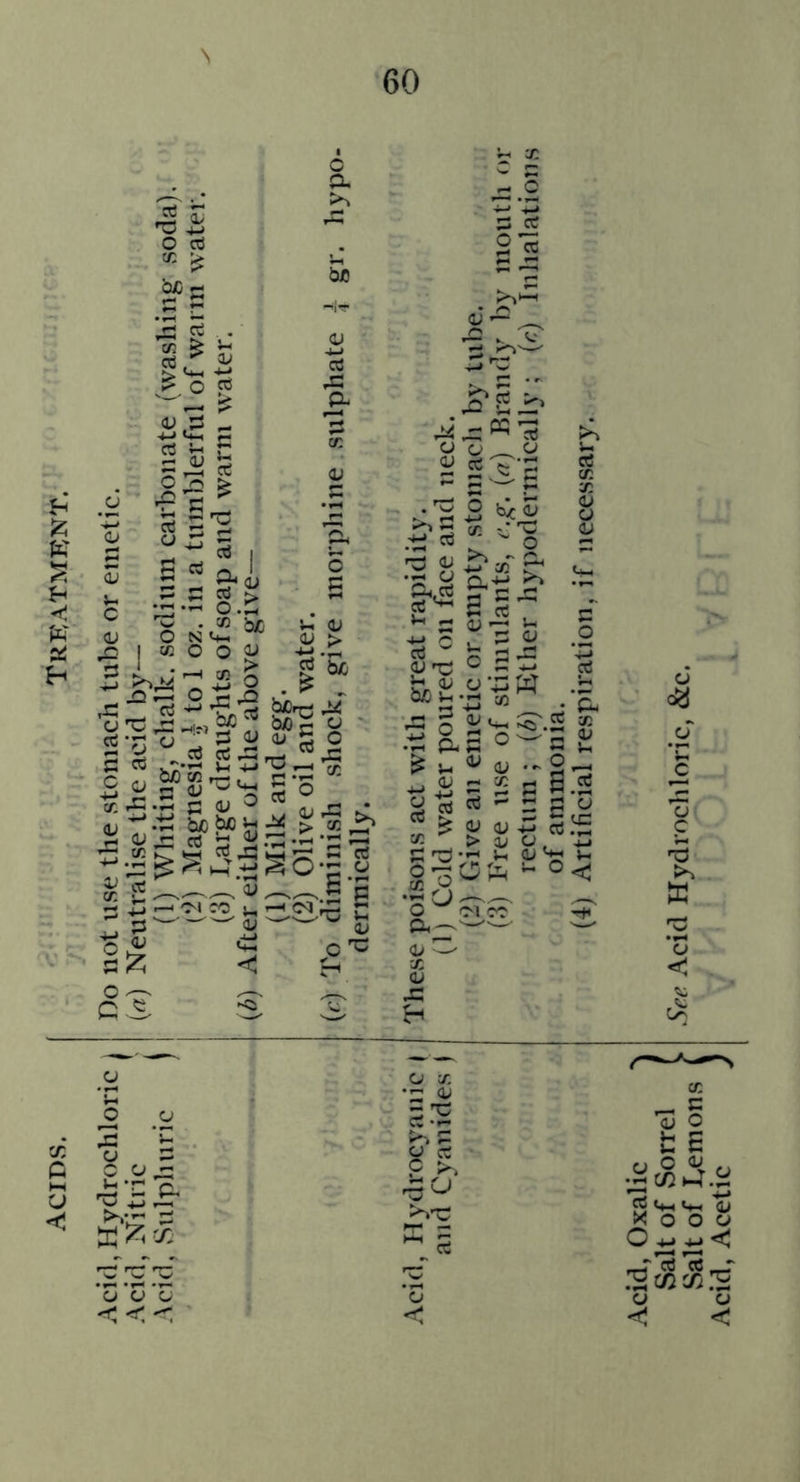 60
ACIDS.
TREATMENT.
Acid, Hydrochloric
Acid, Nitric
Acid, Sulphuric
Do not use the stomach tube or emetic.
(a) Neutralise the acid by—
(1) Whiting, chalk, sodium carbonate (washing soda).
(2) Magnesia ½ to 1 oz. in a tumblerful of warm water.
(3) Large draughts of soap and warm water.
(b) After either of the above give—
(1) Milk and egg.
(2) Olive oil and water.
(c) To diminish shock, give morphine sulphate ¼ gr. hypo-
dermically.
Acid, Hydrocyanic
and Cyanides
These poisons act with great rapidity.
(1) Cold water poured on face and neck.
(2) Give an emetic or empty stomach by tube.
(3) Free use of stimulants, e.g. (a) Brandy by mouth or
rectum; (b) Ether hypodermically; (c) Inhalations
of ammonia.
(4) Artificial respiration, if necessary.
Acid, Oxalic
Salt of Sorrel
Salt of Lemons
Acid, Acetic
See Acid Hydrochloric, &c.